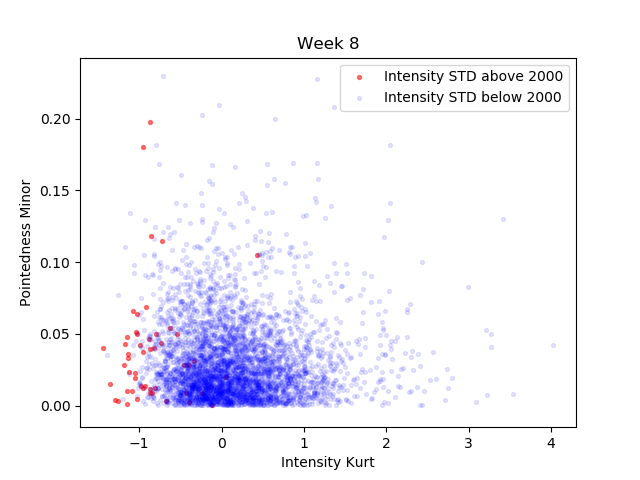 Week 8
Intensity STD above 2000
Intensity STD below 2000
0.20
0.15
0.10
0.05
0.00
Pointedness Minor
−1 0 1 2 3 4
Intensity Kurt